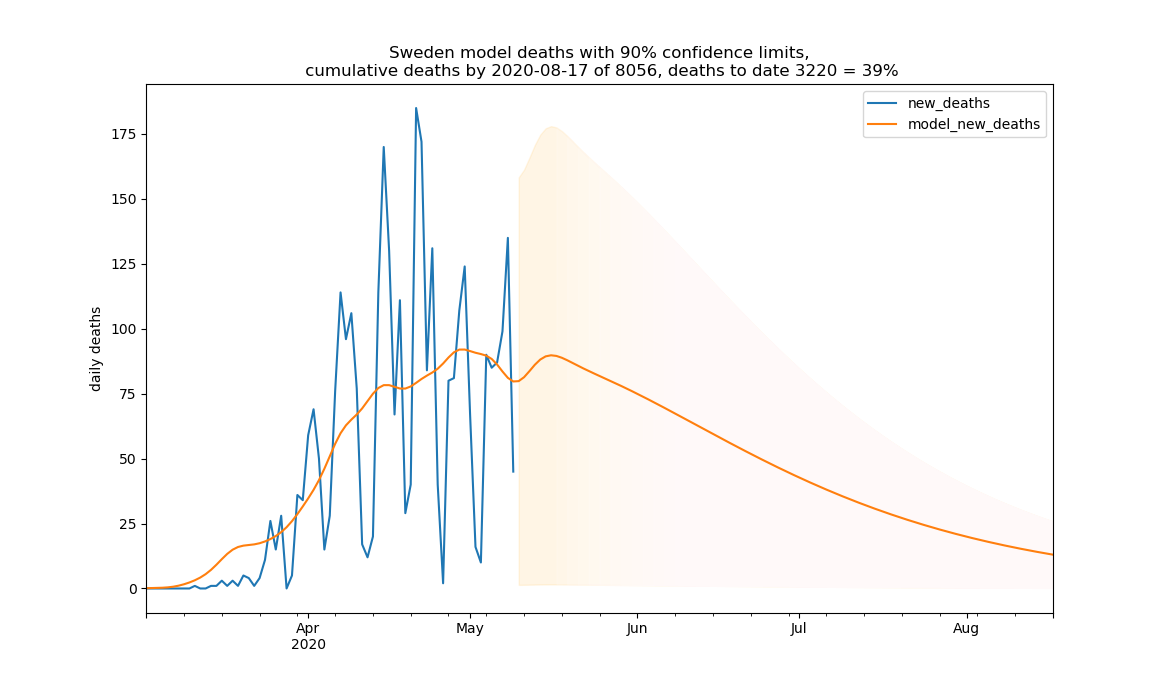 Sweden model deaths with 90% confidence limits,
cumulative deaths by 2020-08-17 of 8056, deaths to date 3220 = 39%
new_deaths
model_new_deaths
175
150
125
100
75
50
25
0
daily deaths
Apr
2020
May
Jun
Jul
Aug